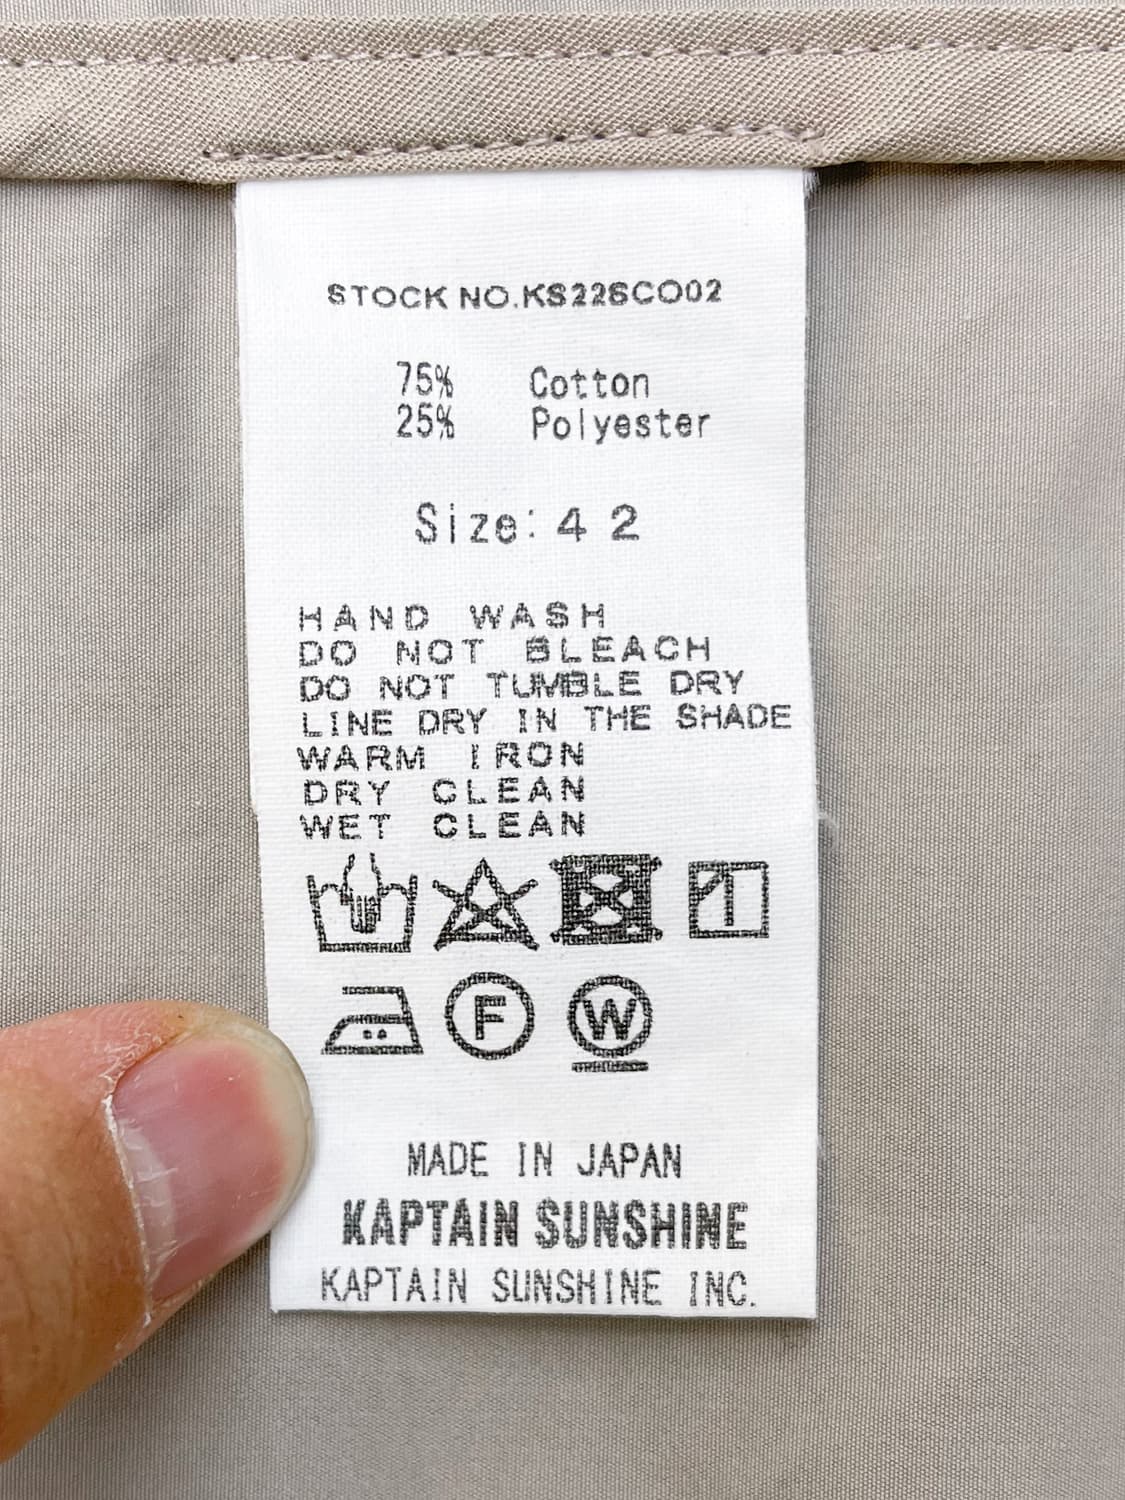 STOCK NO.KS22SCO02
75% Cotton
25% Polyester
Size: 42
HAND WASH
DO NOT BLEACH
DO NOT TUMBLE DRY
LINE DRY IN THE SHADE
WARM IRON
DRY CLEAN
WET CLEAN
F W
MADE IN JAPAN
KAPTAIN SUNSHINE
KAPTAIN SUNSHINE INC.